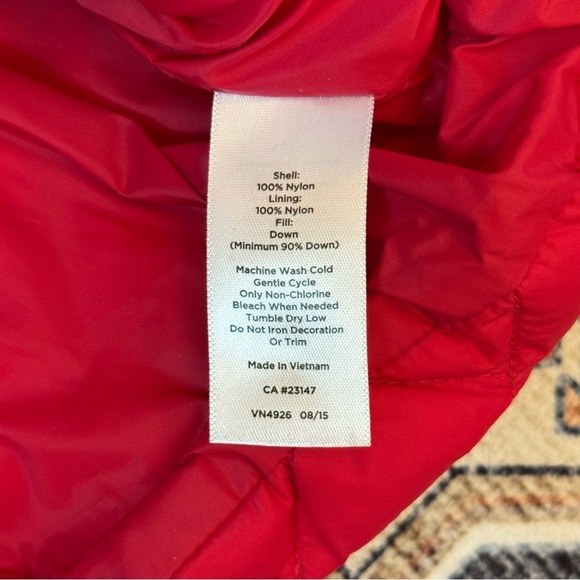 Shell:
100% Nylon
Lining:
100% Nylon
Fill:
Down
(Minimum 90% Down)
Machine Wash Cold
Gentle Cycle
Only Non-Chlorine
Bleach When Needed
Tumble Dry Low
Do Not Iron Decoration
Or Trim
Made In Vietnam
CA #23147
VN4926 08/15